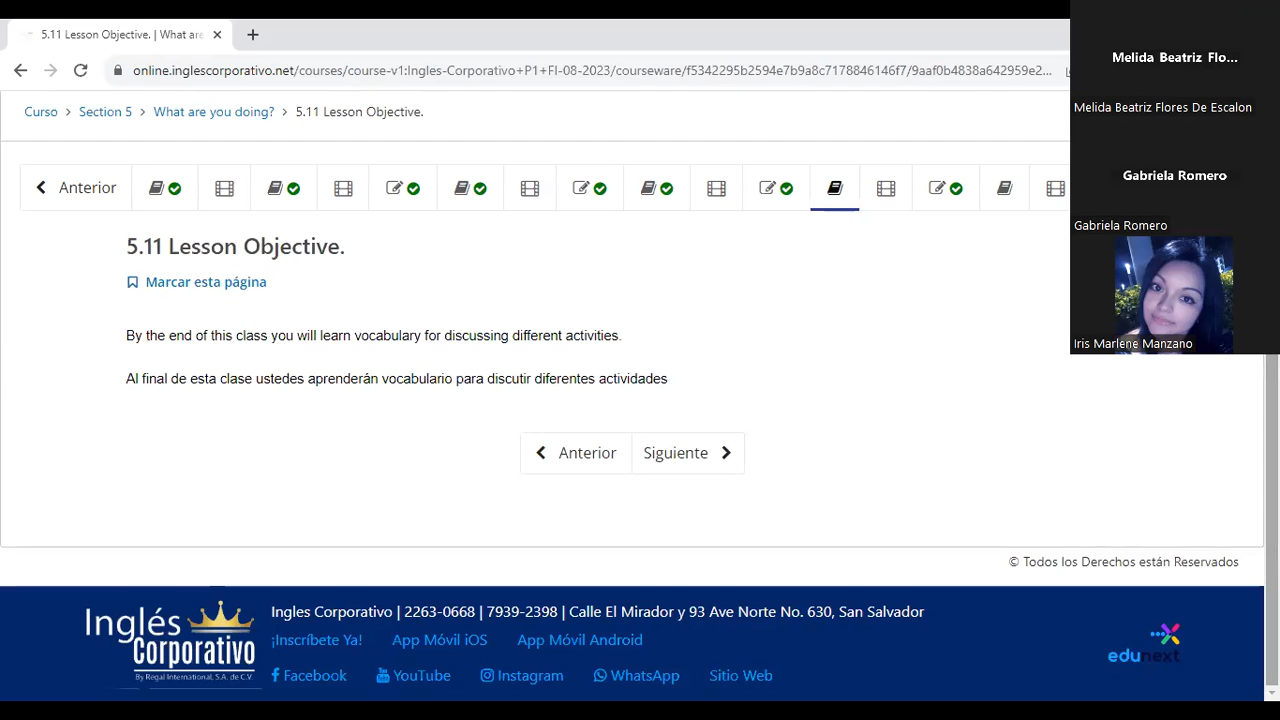 5.11 Lesson Objective. | What are
online.inglescorporativo.net/courses/course-v1:Ingles-Corporativo+P1+FI-08-2023/courseware/f5342295b2594e7b9a8c7178846146f7/9aaf0b4838a642959e2...
Curso > Section 5 > What are you doing? > 5.11 Lesson Objective.
Anterior
5.11 Lesson Objective.
Marcar esta página
By the end of this class you will learn vocabulary for discussing different activities.
Al final de esta clase ustedes aprenderán vocabulario para discutir diferentes actividades
Anterior Siguiente
© Todos los Derechos están Reservados
Inglés Corporativo
By Regal International, S.A. de C.V.
Ingles Corporativo | 2263-0668 | 7939-2398 | Calle El Mirador y 93 Ave Norte No. 630, San Salvador
¡Inscríbete Ya! App Móvil iOS App Móvil Android
Facebook YouTube Instagram WhatsApp Sitio Web
edunext
Melida Beatriz Flo...
Melida Beatriz Flores De Escalon
Gabriela Romero
Gabriela Romero
Iris Marlene Manzano